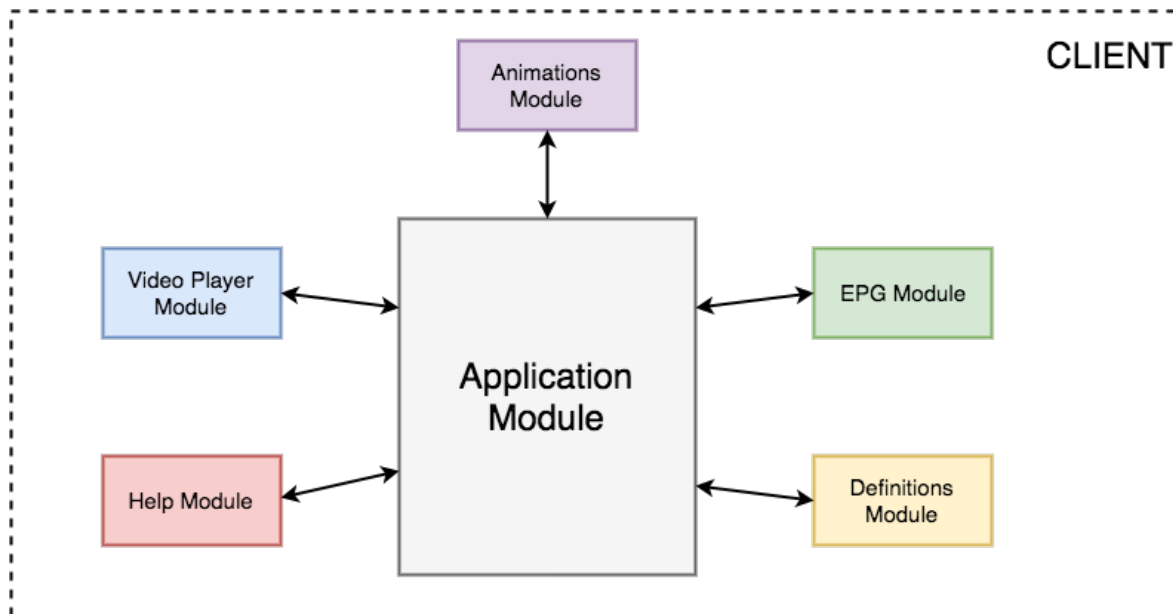 CLIENT
Animations
Module
Video Player
Module
EPG Module
Application
Module
Help Module
Definitions
Module